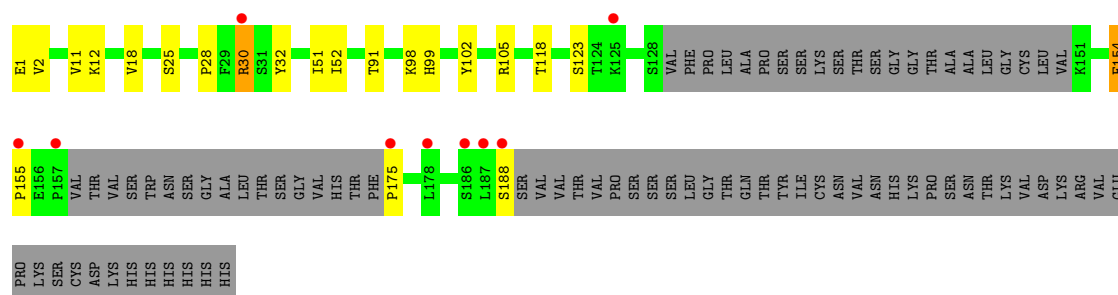 E1 V2 V11 K12 V18 S25 P28 F29 R30 S31 Y32 I51 I52 T91 K98 H99 Y102 R105 T118 S123 T124 K125 S128 VAL PHE PRO LEU ALA PRO SER SER LYS SER THR SER GLY GLY THR ALA ALA LEU GLY CYS LEU VAL K151
P155 E156 P157 VAL THR VAL SER TRP ASN SER GLY ALA LEU THR SER GLY VAL HIS THR PHE P175 L178 S186 L187 S188 SER VAL VAL THR VAL PRO SER SER SER LEU GLY THR GLN THR TYR ILE CYS ASN VAL ASN HIS LYS PRO SER ASN THR LYS VAL ASP LYS ARG VAL
PRO LYS SER CYS ASP LYS HIS HIS HIS HIS HIS HIS